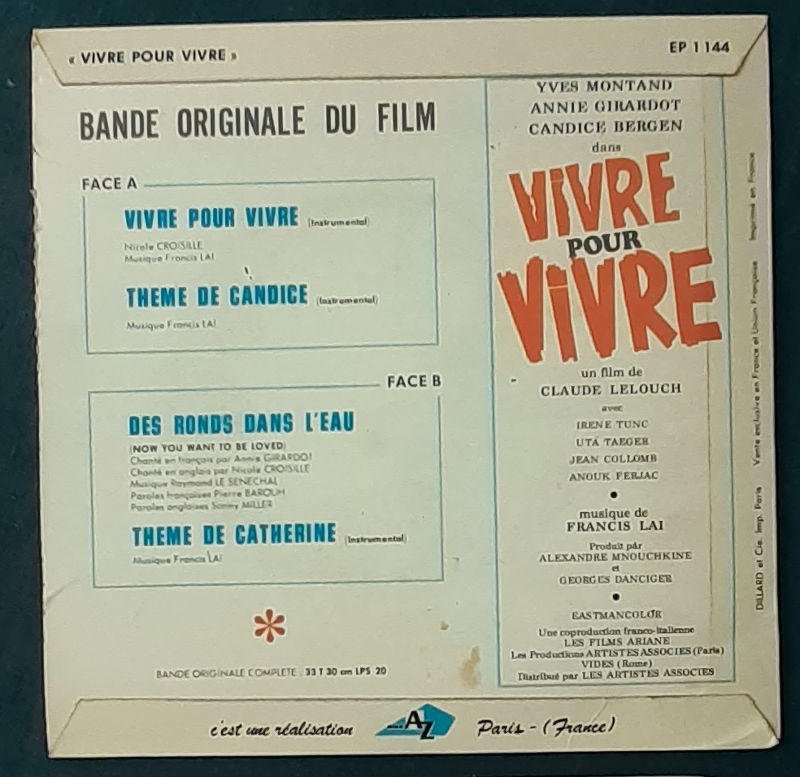 « VIVRE POUR VIVRE »
EP 1144
BANDE ORIGINALE DU FILM
FACE A
VIVRE POUR VIVRE (Instrumental)
Nicole CROISILLE
Musique Francis LAI
THEME DE CANDICE (Instrumental)
Musique Francis LAI
FACE B
DES RONDS DANS L'EAU
(NOW YOU WANT TO BE LOVED)
Chanté en français par Annie GIRARDOT
Chanté en anglais par Nicole CROISILLE
Musique Raymond LE SENECHAL
Paroles françaises Pierre BAROUH
Paroles anglaises Sonny MILLER
THEME DE CATHERINE (Instrumental)
Musique Francis LAI
BANDE ORIGINALE COMPLETE : 33 T 30 cm LPS 20
YVES MONTAND
ANNIE GIRARDOT
CANDICE BERGEN
dans
VIVRE
POUR
VIVRE
un film de
CLAUDE LELOUCH
avec
IRENE TUNC
UTA TAEGER
JEAN COLLOMB
ANOUK FERJAC
musique de
FRANCIS LAI
Produit par
ALEXANDRE MNOUCHKINE
et
GEORGES DANCIGER
EASTMANCOLOR
Une coproduction franco-italienne
LES FILMS ARIANE
Les Productions ARTISTES ASSOCIES (Paris)
VIDES (Rome)
Distribué par LES ARTISTES ASSOCIES
DILLARD et Cie. Imp. Paris Vente exclusive en France et Union Française Imprimé en France
c'est une réalisation AZ Paris - (France)